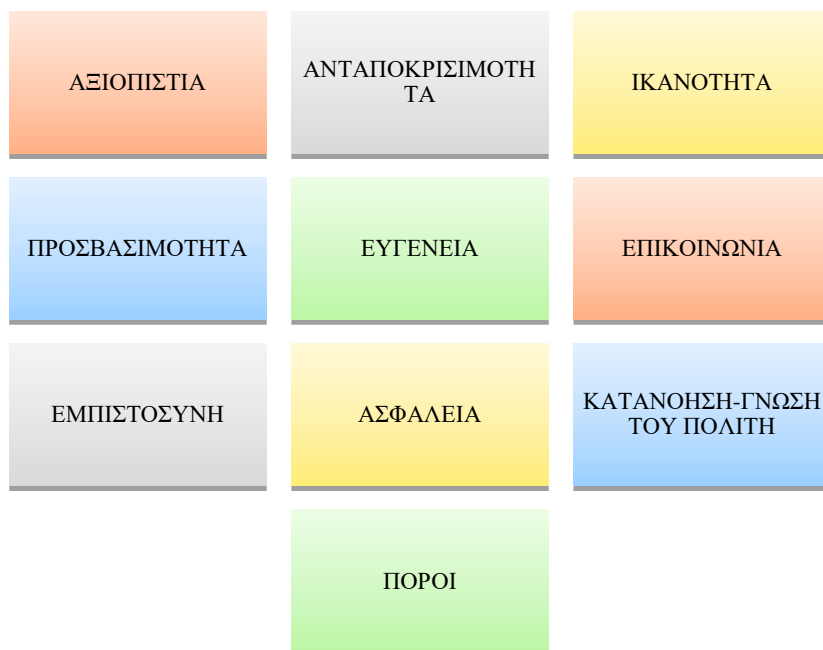 ΑΞΙΟΠΙΣΤΙΑ
ΑΝΤΑΠΟΚΡΙΣΙΜΟΤΗ
ΤΑ
ΙΚΑΝΟΤΗΤΑ
ΠΡΟΣΒΑΣΙΜΟΤΗΤΑ
ΕΥΓΕΝΕΙΑ
ΕΠΙΚΟΙΝΩΝΙΑ
ΕΜΠΙΣΤΟΣΥΝΗ
ΑΣΦΑΛΕΙΑ
ΚΑΤΑΝΟΗΣΗ-ΓΝΩΣΗ
ΤΟΥ ΠΟΛΙΤΗ
ΠΟΡΟΙ